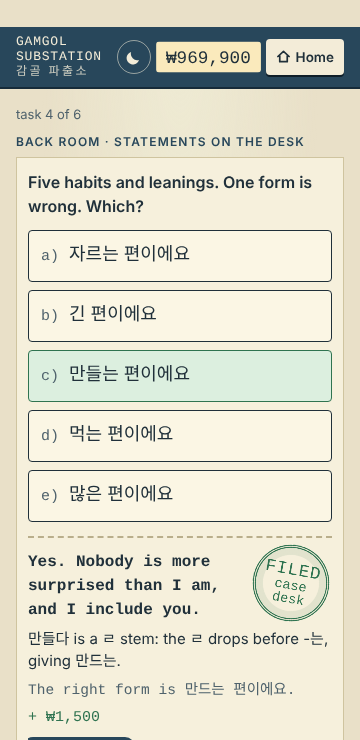 GAMGOL
SUBSTATION
감골 파출소
₩969,900
Home
task 4 of 6
BACK ROOM · STATEMENTS ON THE DESK
Five habits and leanings. One form is
wrong. Which?
a) 자르는 편이에요
b) 긴 편이에요
c) 만들는 편이에요
d) 먹는 편이에요
e) 많은 편이에요
Yes. Nobody is more
surprised than I am,
and I include you.
FILED
case
desk
만들다 is a ㄹ stem: the ㄹ drops before -는,
giving 만드는.
The right form is 만드는 편이에요.
+ ₩1,500